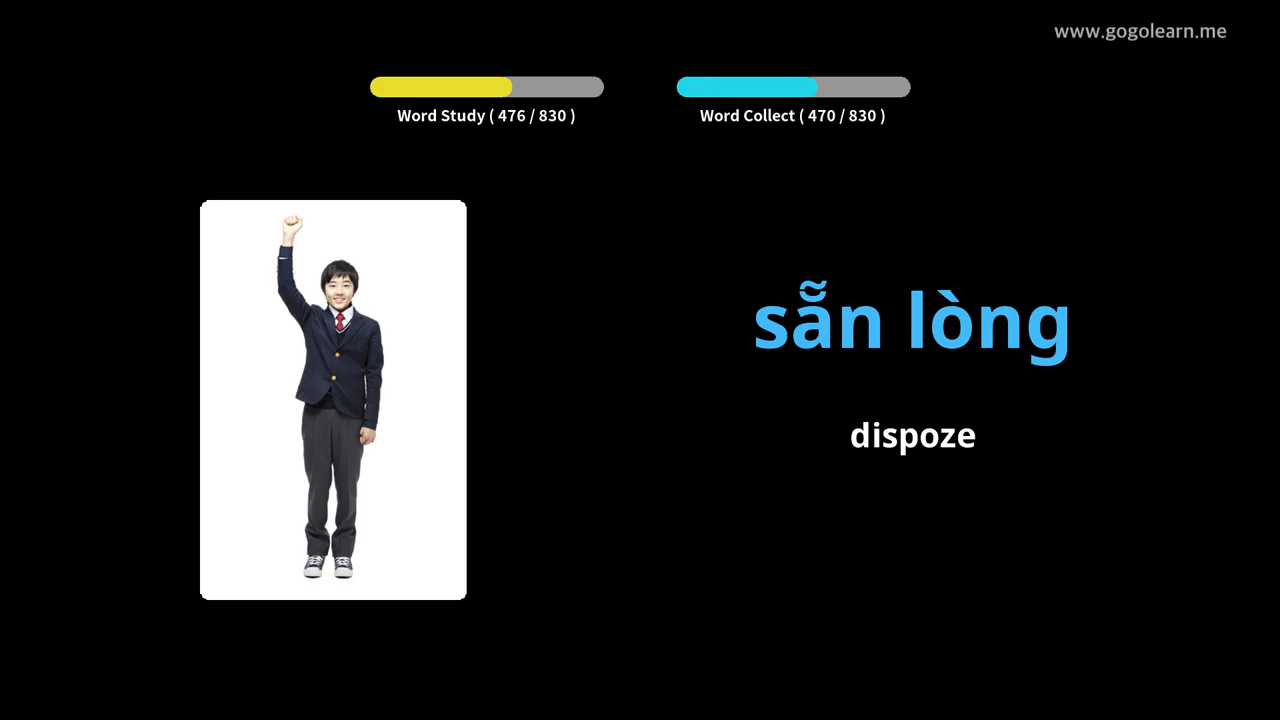 www.gogolearn.me
Word Study ( 476 / 830 )
Word Collect ( 470 / 830 )
sẵn lòng
dispoze